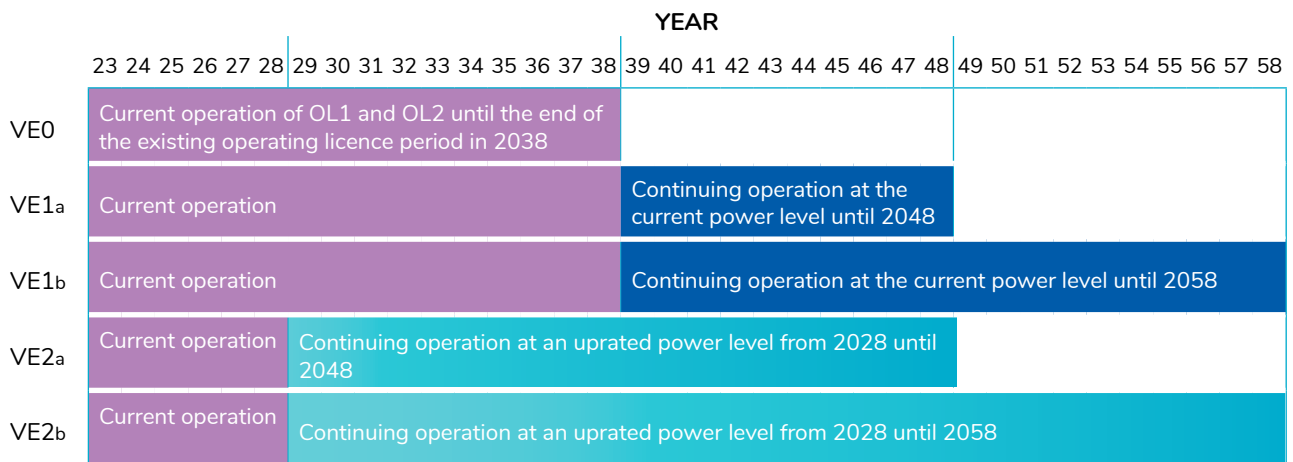 YEAR
23 24 25 26 27 28 29 30 31 32 33 34 35 36 37 38 39 40 41 42 43 44 45 46 47 48 49 50 51 52 53 54 55 56 57 58
VE0
Current operation of OL1 and OL2 until the end of
the existing operating licence period in 2038
VE1a
Current operation
Continuing operation at the
current power level until 2048
VE1b
Current operation
Continuing operation at the current power level until 2058
VE2a
Current operation
Continuing operation at an uprated power level from 2028 until
2048
VE2b
Current operation
Continuing operation at an uprated power level from 2028 until 2058